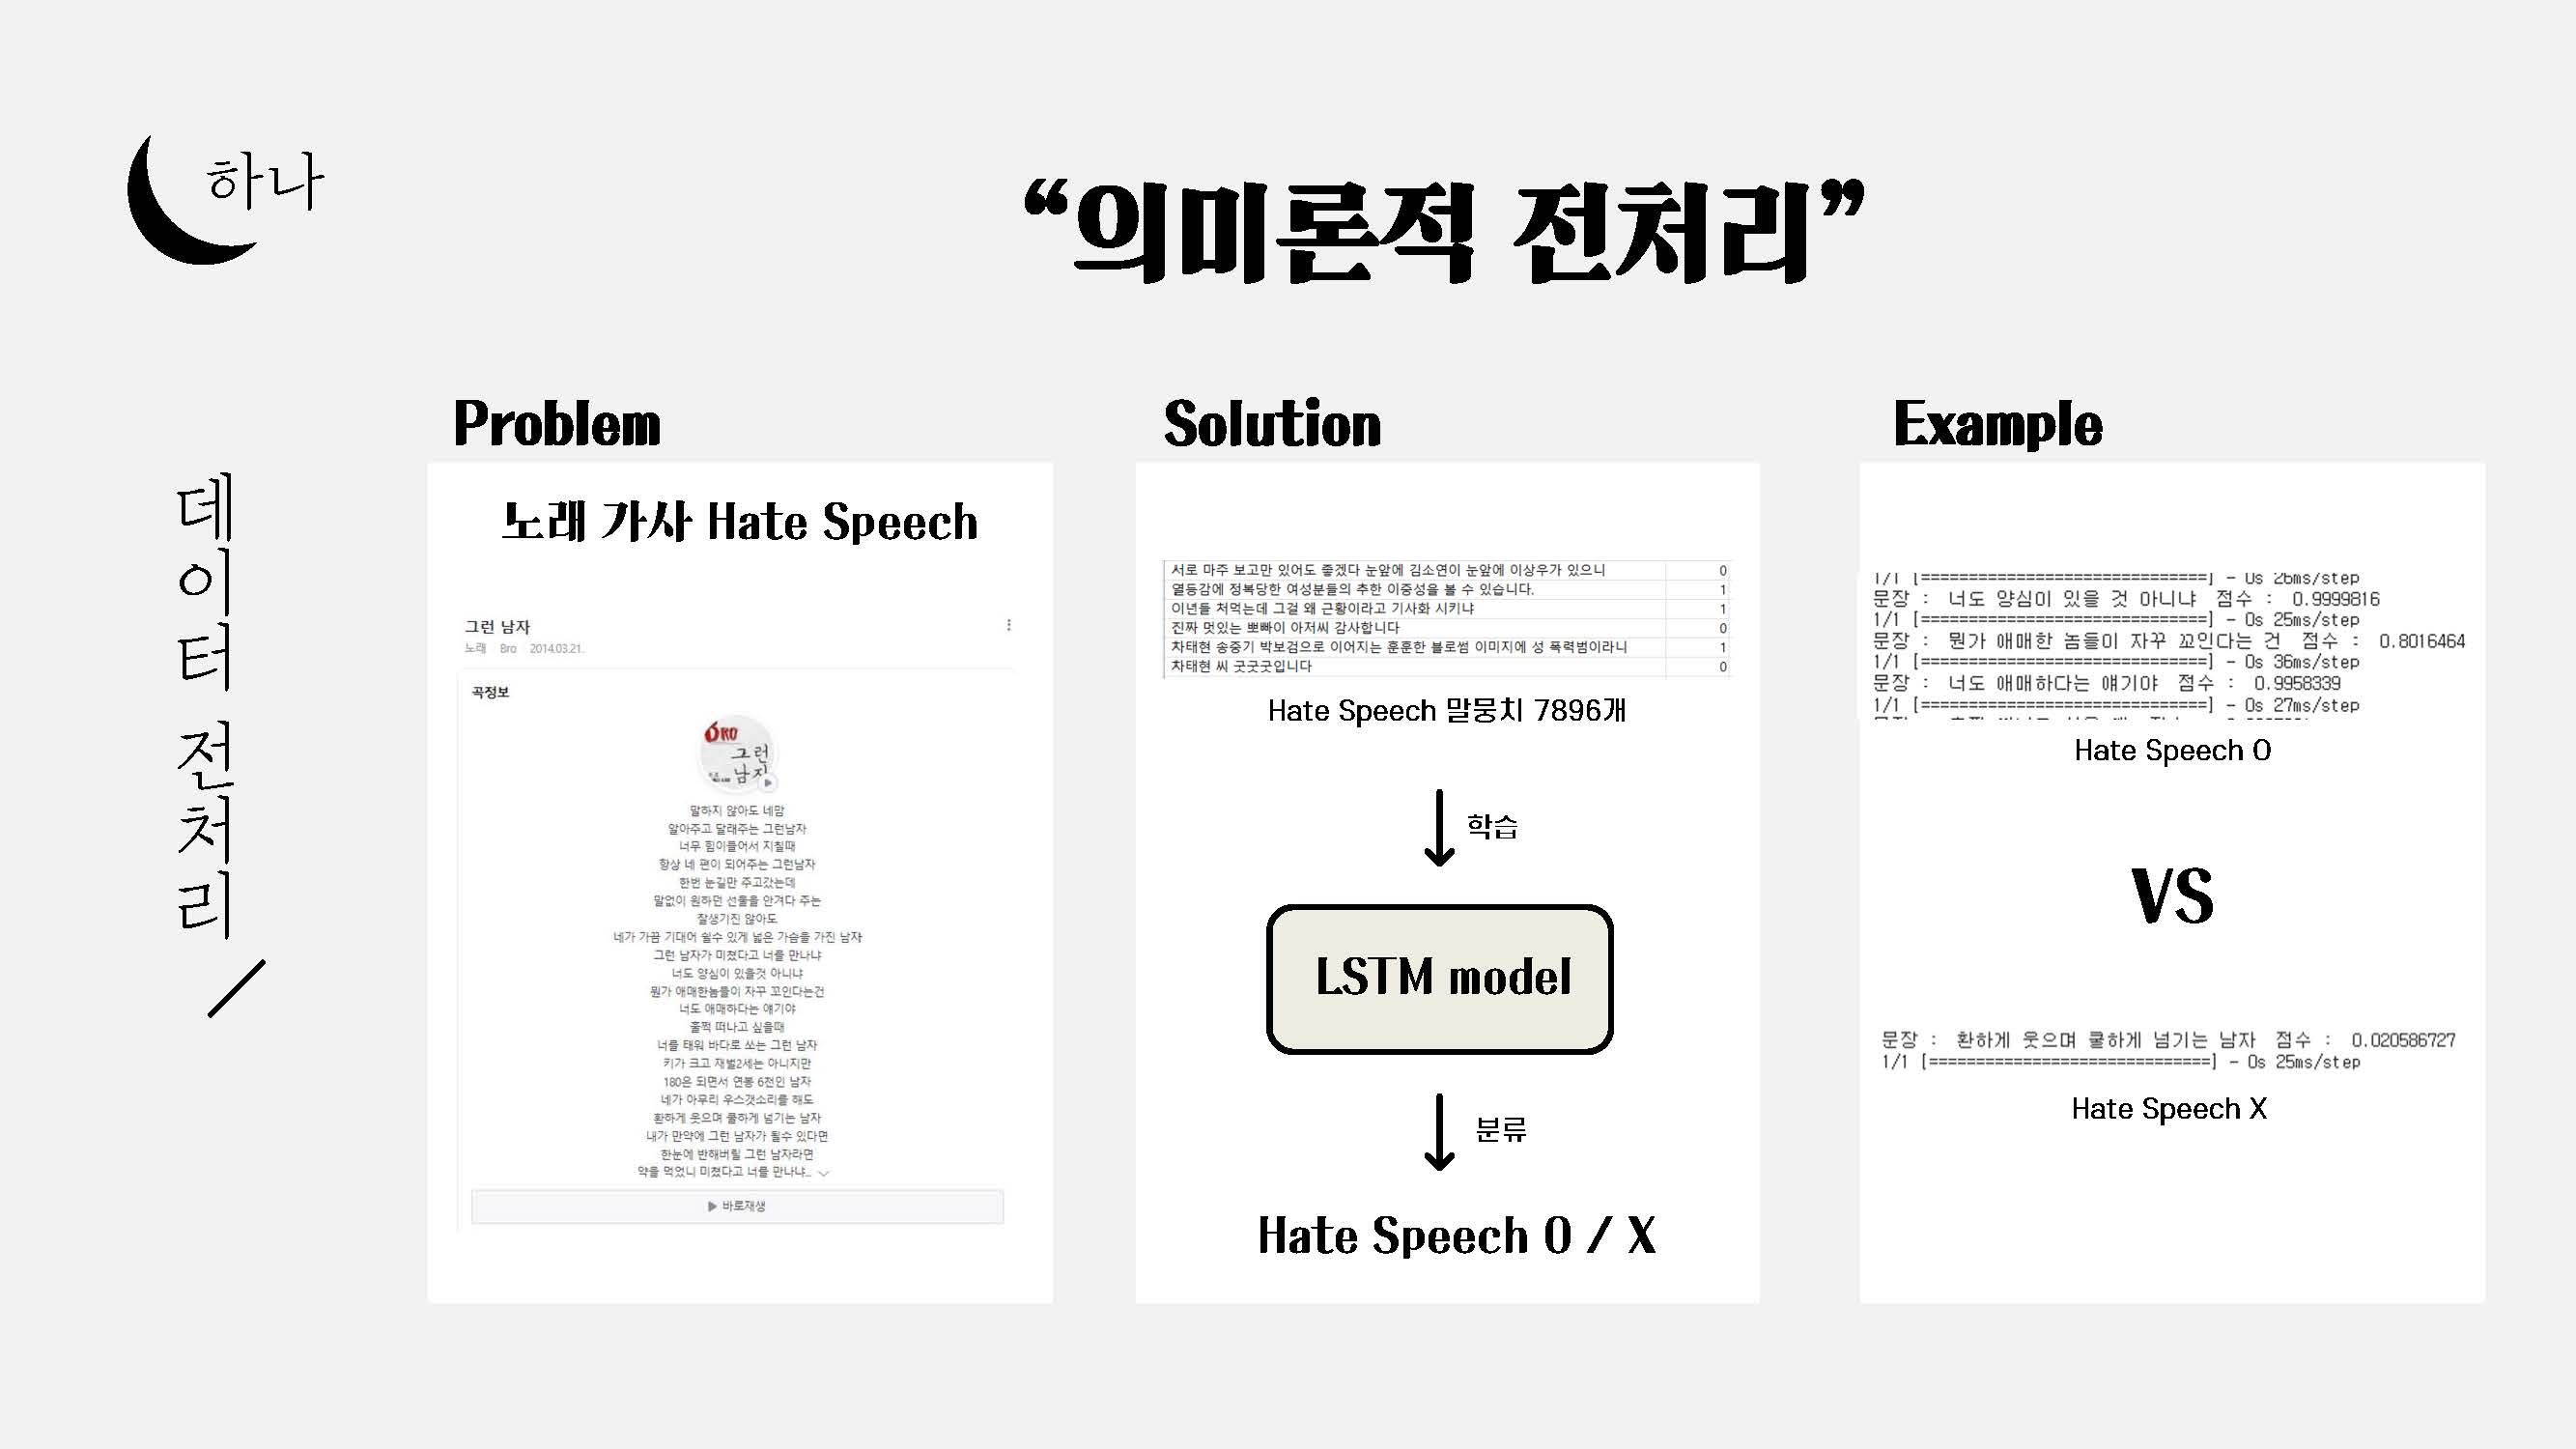 하나
“의미론적 전처리”
데이터 전처리
Problem
노래 가사 Hate Speech
그런 남자
노래 Bro 2014.03.21.
곡정보
BRO
그런
남자
말하지 않아도 네맘
알아주고 달래주는 그런남자
너무 힘이들어서 지칠때
항상 네 편이 되어주는 그런남자
한번 눈길만 주고갔는데
말없이 원하던 선물을 안겨다 주는
잘생기진 않아도
네가 가끔 기대어 쉴수 있게 넓은 가슴을 가진 남자
그런 남자가 미쳤다고 너를 만나냐
너도 양심이 있을것 아니냐
뭔가 애매한놈들이 자꾸 꼬인다는건
너도 애매하다는 얘기야
훌쩍 떠나고 싶을때
너를 태워 바다로 쏘는 그런 남자
키가 크고 재벌2세는 아니지만
180은 되면서 연봉 6천인 남자
네가 아무리 우스갯소리를 해도
환하게 웃으며 쿨하게 넘기는 남자
내가 만약에 그런 남자가 될수 있다면
한눈에 반해버릴 그런 남자라면
약을 먹었니 미쳤다고 너를 만나냐...
바로재생
Solution
서로 마주 보고만 있어도 좋겠다 눈앞에 김소연이 눈앞에 이상우가 있으니 0
열등감에 정복당한 여성분들의 추한 이중성을 볼 수 있습니다. 1
이년들 처먹는데 그걸 왜 근황이라고 기사화 시키냐 1
진짜 멋있는 뽀빠이 아저씨 감사합니다 0
차태현 송중기 박보검으로 이어지는 훈훈한 블로썸 이미지에 성 폭력범이라니 1
차태현 씨 굿굿굿입니다 0
Hate Speech 말뭉치 7896개
학습
LSTM model
분류
Hate Speech O / X
Example
1/1 [==============================] - 0s 26ms/step
문장 : 너도 양심이 있을 것 아니냐 점수 : 0.9999816
1/1 [==============================] - 0s 25ms/step
문장 : 뭔가 애매한 놈들이 자꾸 꼬인다는 건 점수 : 0.8016464
1/1 [==============================] - 0s 36ms/step
문장 : 너도 애매하다는 얘기야 점수 : 0.9958339
1/1 [==============================] - 0s 27ms/step
Hate Speech O
VS
문장 : 환하게 웃으며 쿨하게 넘기는 남자 점수 : 0.020586727
1/1 [==============================] - 0s 25ms/step
Hate Speech X